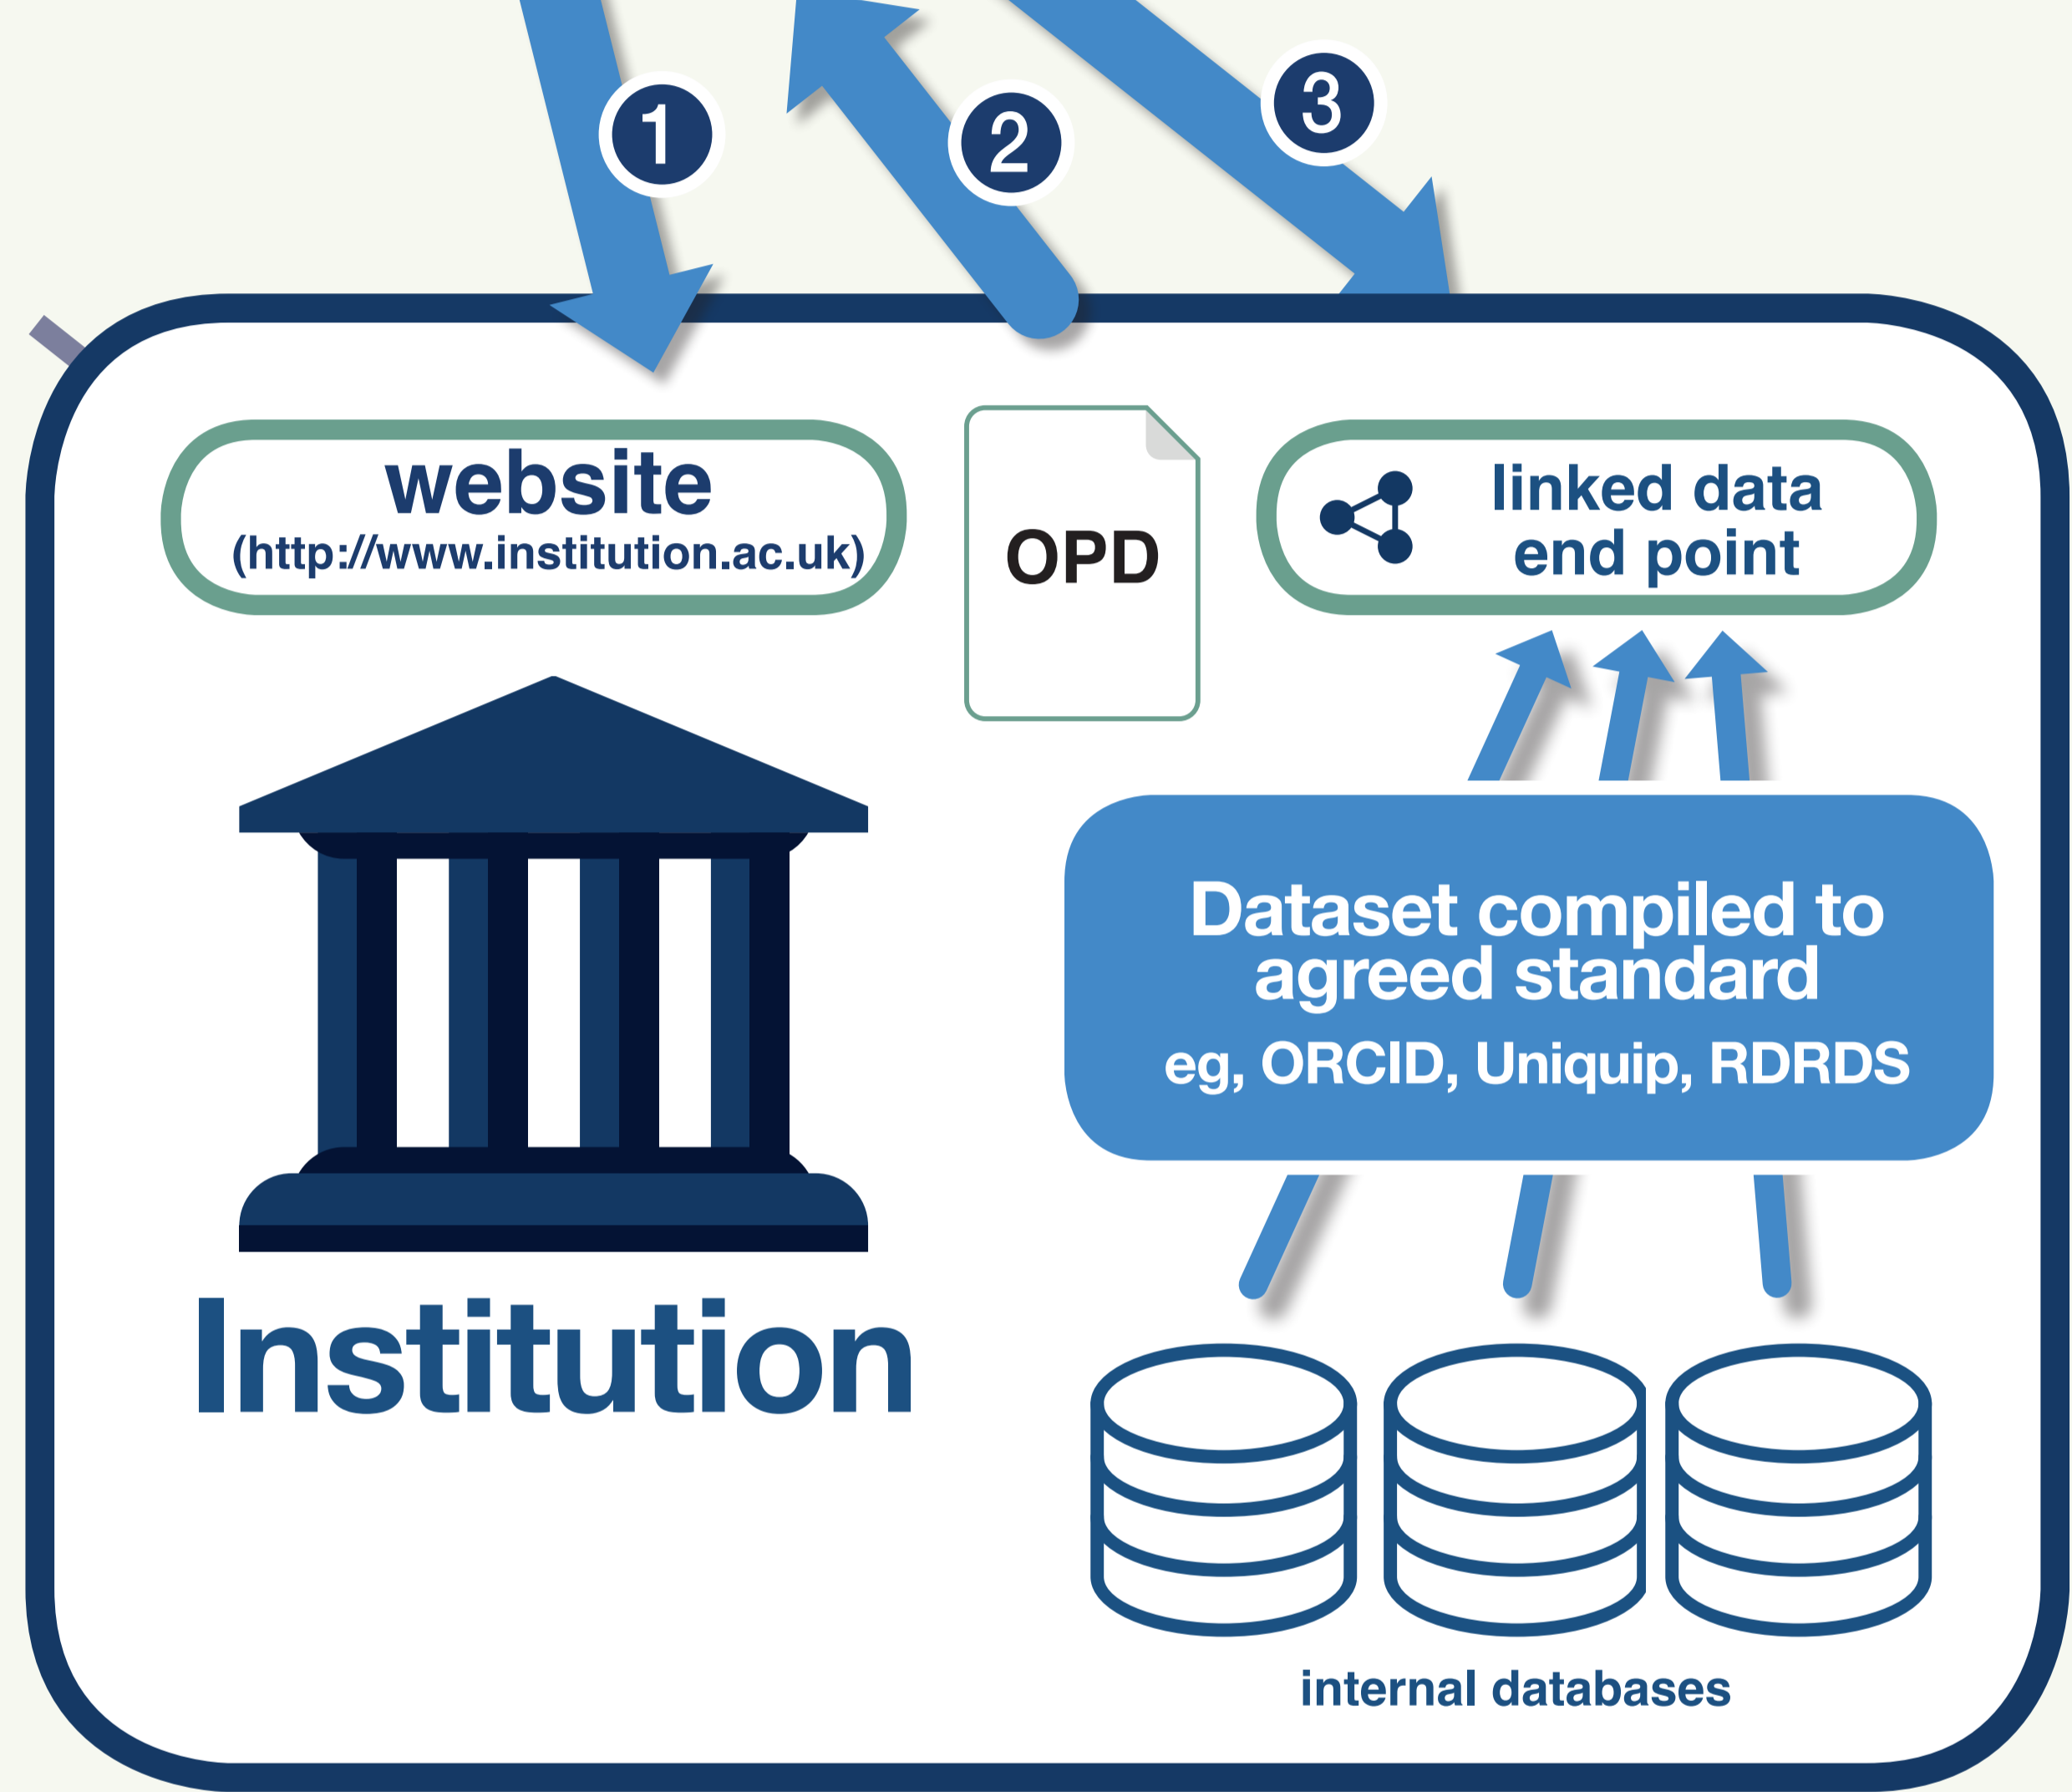 1
2
3
website
(http://www.institution.ac.uk)
OPD
linked data
end point
Dataset compiled to
agreed standard
eg, ORCID, Uniquip, RDRDS
Institution
internal databases